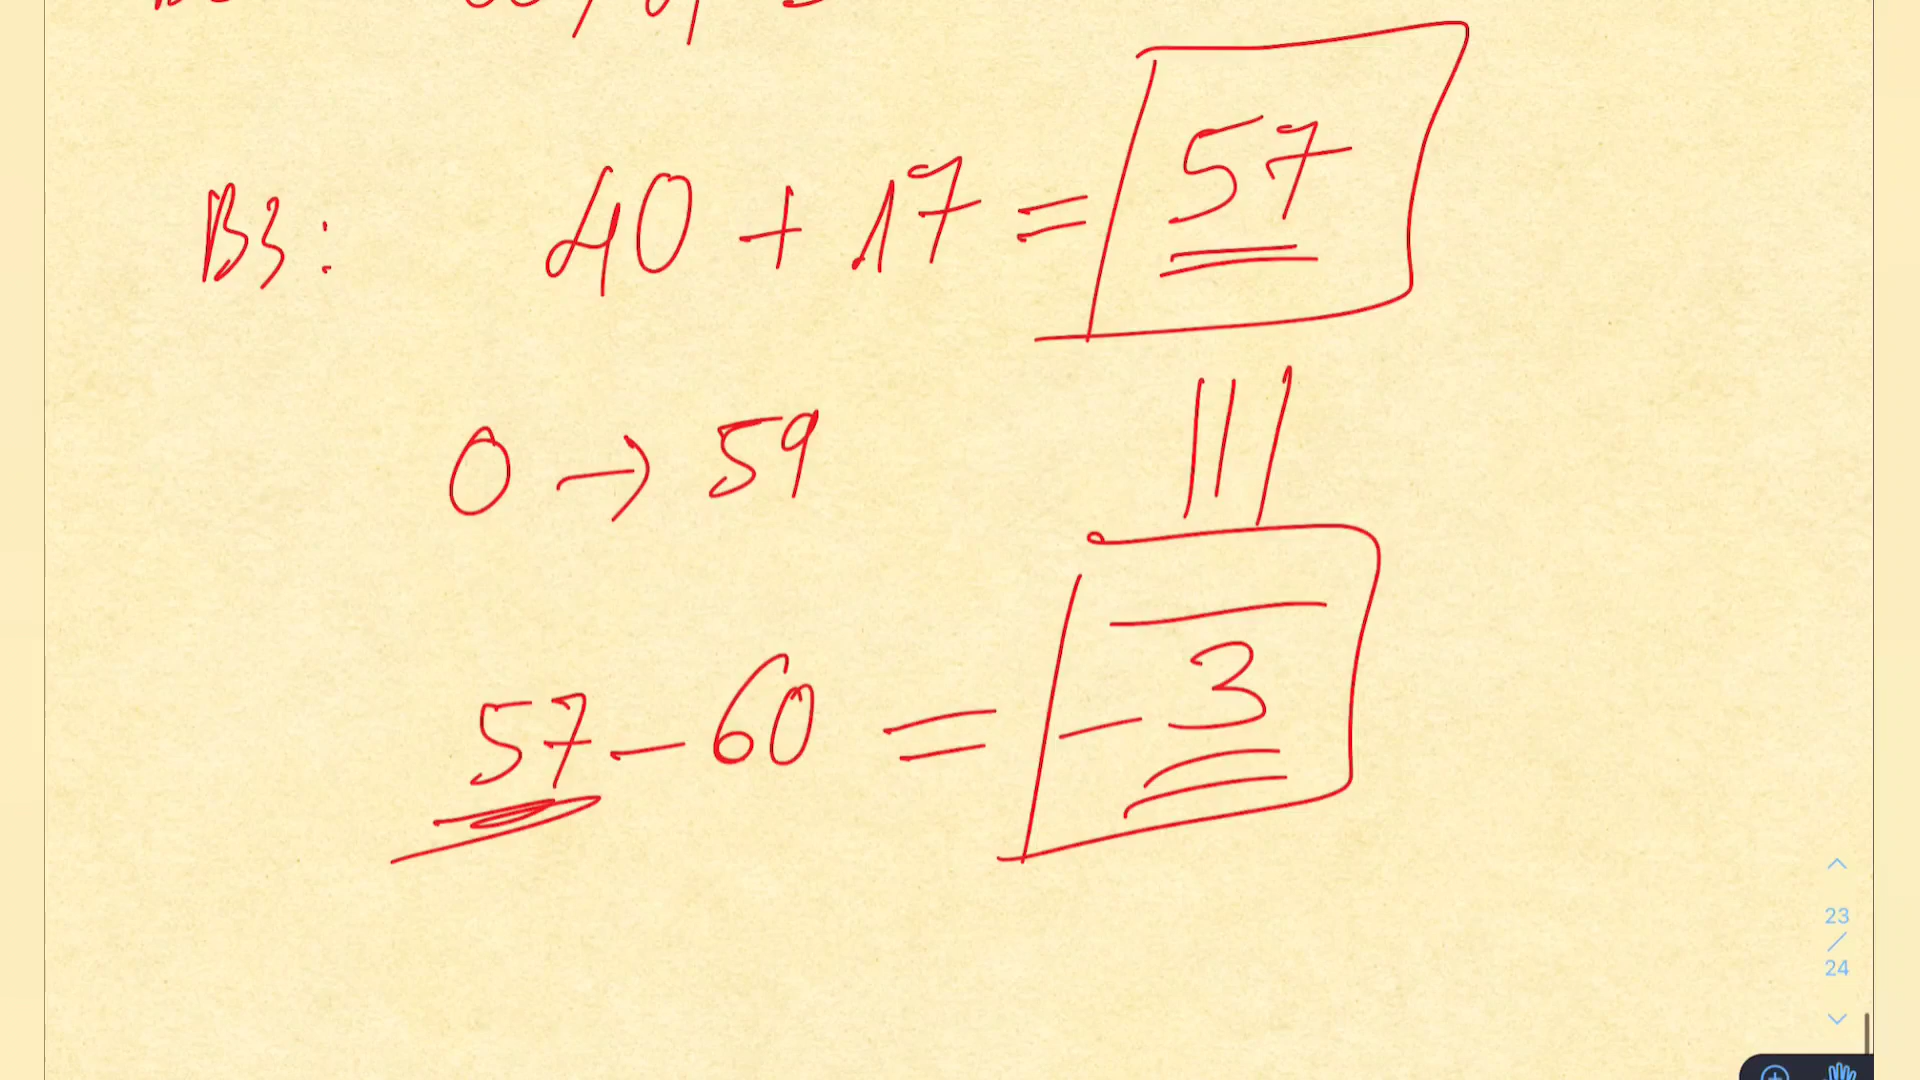 B3: 40 + 17 = 57
0 → 59
57 - 60 = - 3
23
/
24